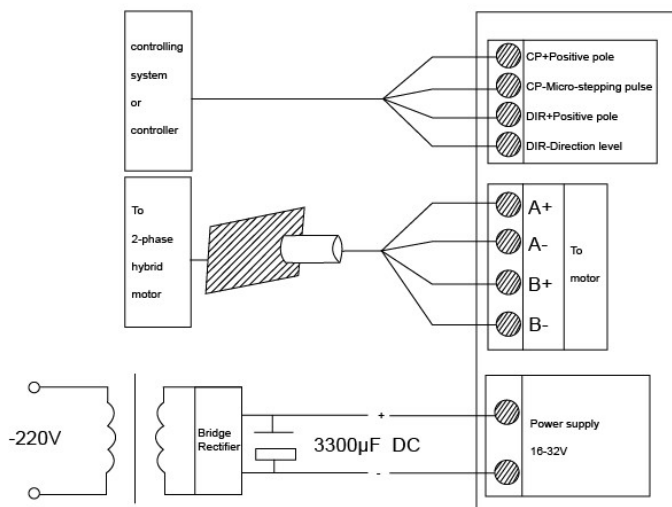 controlling
system
or
controller
CP+Positive pole
CP-Micro-stepping pulse
DIR+Positive pole
DIR-Direction level
To
2-phase
hybrid
motor
A+
A-
B+
B-
To
motor
-220V
Bridge
Rectifier
+
3300μF DC
-
Power supply
16-32V